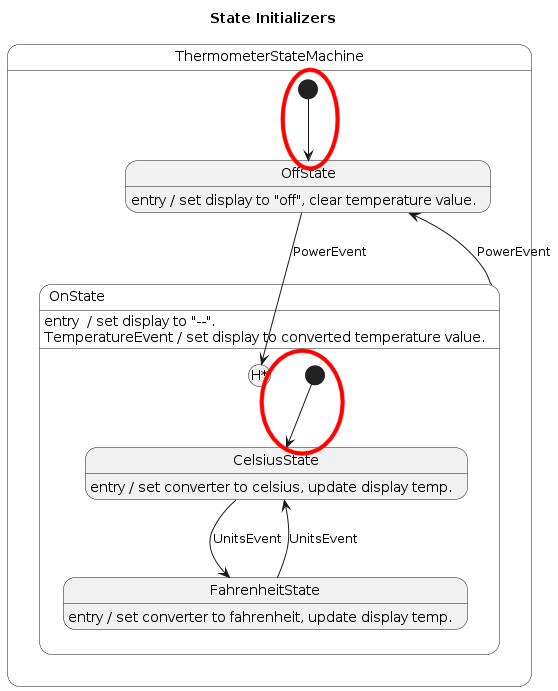 State Initializers
ThermometerStateMachine
OffState
entry / set display to "off", clear temperature value.
PowerEvent
PowerEvent
OnState
entry  / set display to "--".
TemperatureEvent / set display to converted temperature value.
H*
CelsiusState
entry / set converter to celsius, update display temp.
UnitsEvent
UnitsEvent
FahrenheitState
entry / set converter to fahrenheit, update display temp.